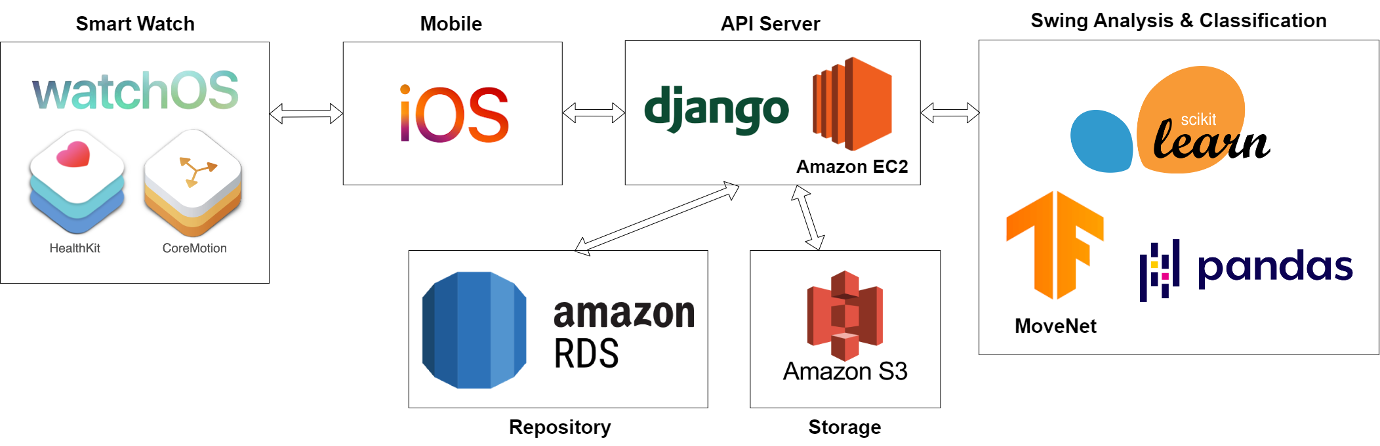 Smart Watch
Mobile
API Server
Swing Analysis & Classification
watchOS
HealthKit
CoreMotion
iOS
django
Amazon EC2
scikit
learn
MoveNet
pandas
amazon
RDS
Amazon S3
Repository
Storage